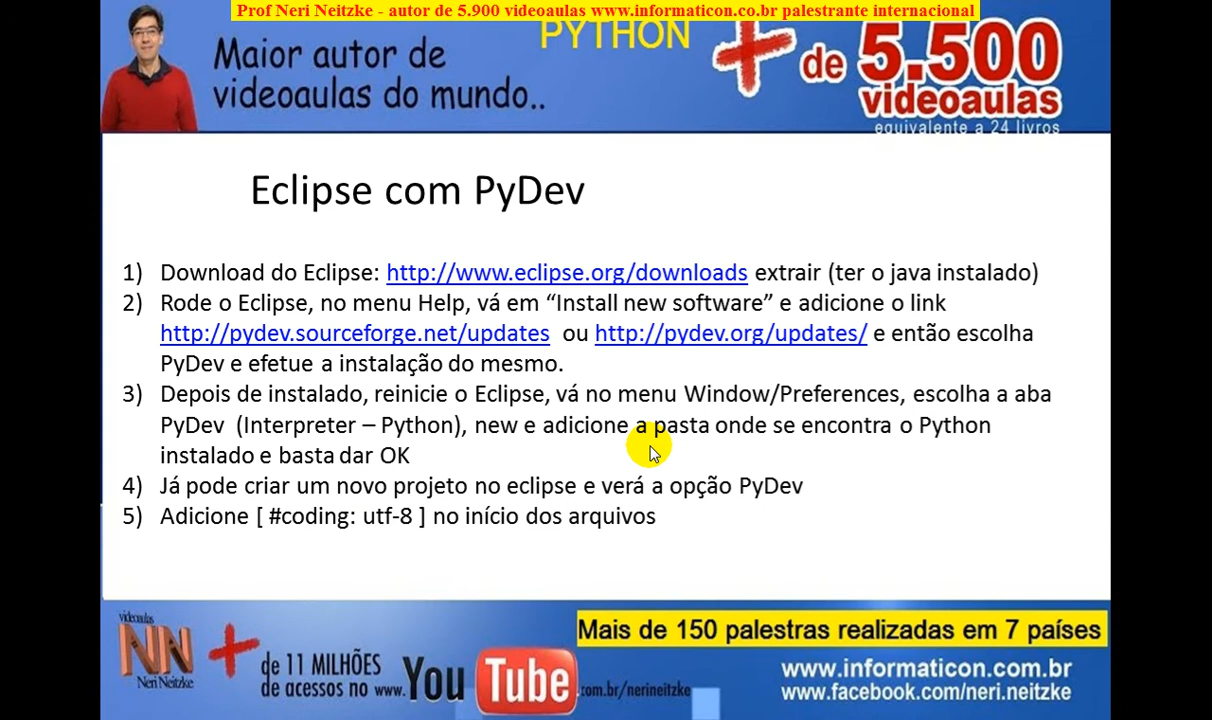 Prof Neri Neitzke - autor de 5.900 videoaulas www.informaticon.co.br palestrante internacional
PYTHON
Maior autor de
videoaulas do mundo..
+ de 5.500
videoaulas
equivalente a 24 livros
Eclipse com PyDev
1) Download do Eclipse: http://www.eclipse.org/downloads extrair (ter o java instalado)
2) Rode o Eclipse, no menu Help, vá em “Install new software” e adicione o link
http://pydev.sourceforge.net/updates ou http://pydev.org/updates/ e então escolha
PyDev e efetue a instalação do mesmo.
3) Depois de instalado, reinicie o Eclipse, vá no menu Window/Preferences, escolha a aba
PyDev (Interpreter – Python), new e adicione a pasta onde se encontra o Python
instalado e basta dar OK
4) Já pode criar um novo projeto no eclipse e verá a opção PyDev
5) Adicione [ #coding: utf-8 ] no início dos arquivos
videoaulas
NN
Neri Neitzke
+ de 11 MILHÕES
de acessos no www.YouTube.com.br/nerineitzke
Mais de 150 palestras realizadas em 7 países
www.informaticon.com.br
www.facebook.com/neri.neitzke